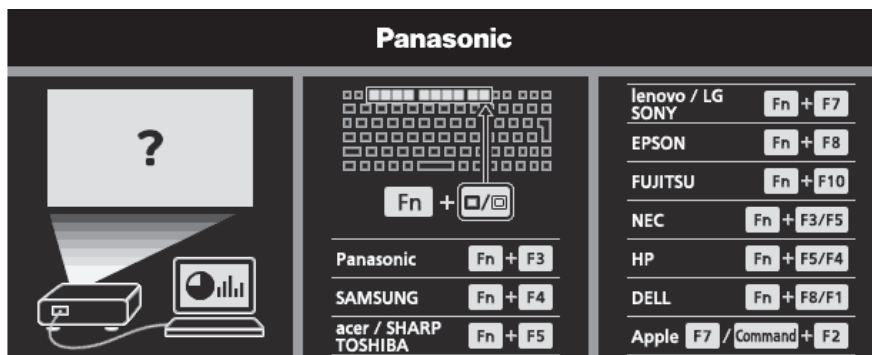 Panasonic
?
Fn + □/回
Panasonic Fn + F3
SAMSUNG Fn + F4
acer / SHARP
TOSHIBA Fn + F5
lenovo / LG
SONY Fn + F7
EPSON Fn + F8
FUJITSU Fn + F10
NEC Fn + F3/F5
HP Fn + F5/F4
DELL Fn + F8/F1
Apple F7 / Command + F2